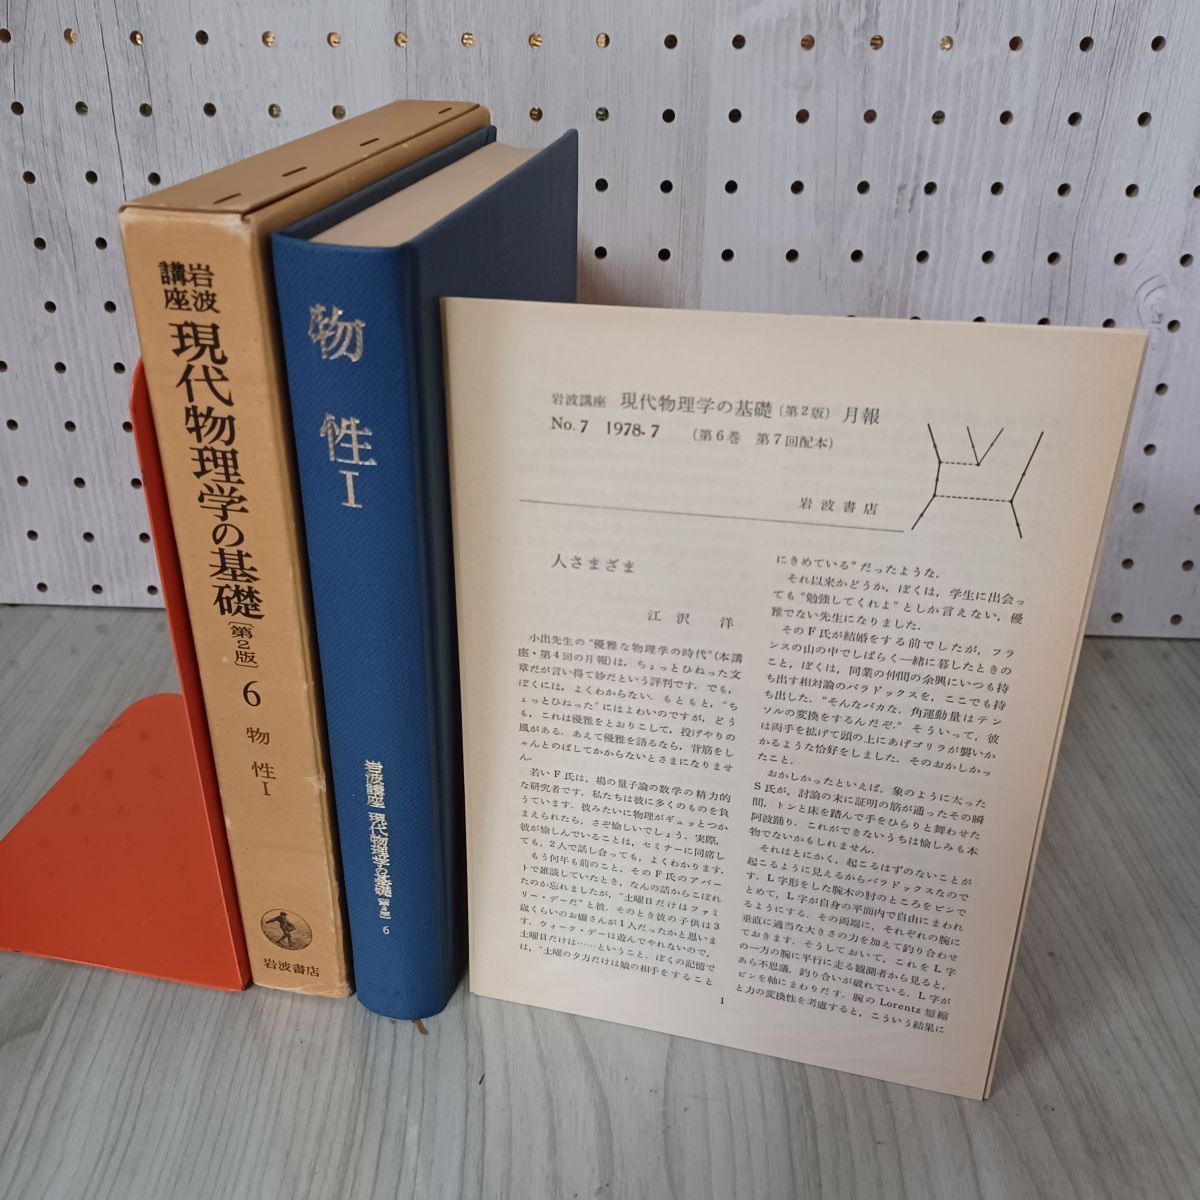 岩波
講座
現代物理学の基礎〔第2版〕
6
物性 I
岩波書店
物性 I
岩波講座 現代物理学の基礎〔第2版〕
6
岩波講座 現代物理学の基礎〔第2版〕月報
No.7 1978.7 (第6巻 第7回配本)
岩波書店
人さまざま
江沢 洋
小出先生の“優雅な物理学の時代”(本講
座・第4回の月報)は,ちょっとひねった文
章だが言い得て妙だという評判です.でも,
ぼくには,よくわからない.もともと,“ち
ょっとひねった”にはよわいのですが,どう
も,これは優雅をとおりこして,投げやりの
風がある.あえて優雅を語るなら,背筋をし
ゃんとのばしてかからないとさまになりませ
ん.
若いF氏は,場の量子論の数学の精力的
な研究者です.私たちは彼に多くのものを負
うています.彼みたいに物理がギュッとつか
まえられたら,さぞ愉しいでしょう.実際,
彼が愉しんでいることは,セミナーに同席し
ても,2人で話し合っても,よくわかります.
もう何年も前のこと,そのF氏のアパー
トで雑談していたとき,なんの話からこぼれ
たのか忘れましたが,“土曜日だけはファミ
リー・デーだ”と彼.そのとき彼の子供は3
歳くらいのお嬢さんが1人だったかと思いま
す.ウィーク・デーは遊んでやれないので,
土曜日だけは……ということ.ぼくの記憶で
は,“土曜の夕方だけは娘の相手をすること
にきめている”だったような.
それ以来かどうか,ぼくは,学生に出会っ
ても“勉強してくれよ”としか言えない,優
雅でない先生になりました.
そのF氏が結婚をする前でしたが,フラ
ンスの山の中でしばらく一緒に暮したときの
こと,ぼくは,同業の仲間の余興にいつも持
ち出す相対論のパラドックスを,ここでも持
ち出した.“そんなバカな.角運動量はテン
ソルの変換をするんだぞ.”そういって,彼
は両手を拡げて頭の上にあげゴリラが襲いか
かるような恰好をしました.そのおかしかっ
たこと.
おかしかったといえば,象のように太った
S氏が,討論の末に証明の筋が通ったその瞬
間,トンと床を踏んで手をひらりと舞わせた
阿波踊り.これができないうちは愉しみも本
物でないかもしれません.
それはとにかく,起こるはずのないことが
起こるように見えるからパラドックスなので
す.L字形をした腕木の肘のところをピンで
とめて,L字が自身の平面内で自由にまわれ
るようにする.その両端に,それぞれの腕に
垂直に適当な大きさの力を加えて釣り合わせ
ておきます.そうしておいて,これをL字
の一方の腕に平行に走る観測者から見ると,
あら不思議,釣り合いが破れている.L字が
ピンを軸にまわりだす.腕のLorentz短縮
と力の変換性を考慮すると,こういう結果に
1